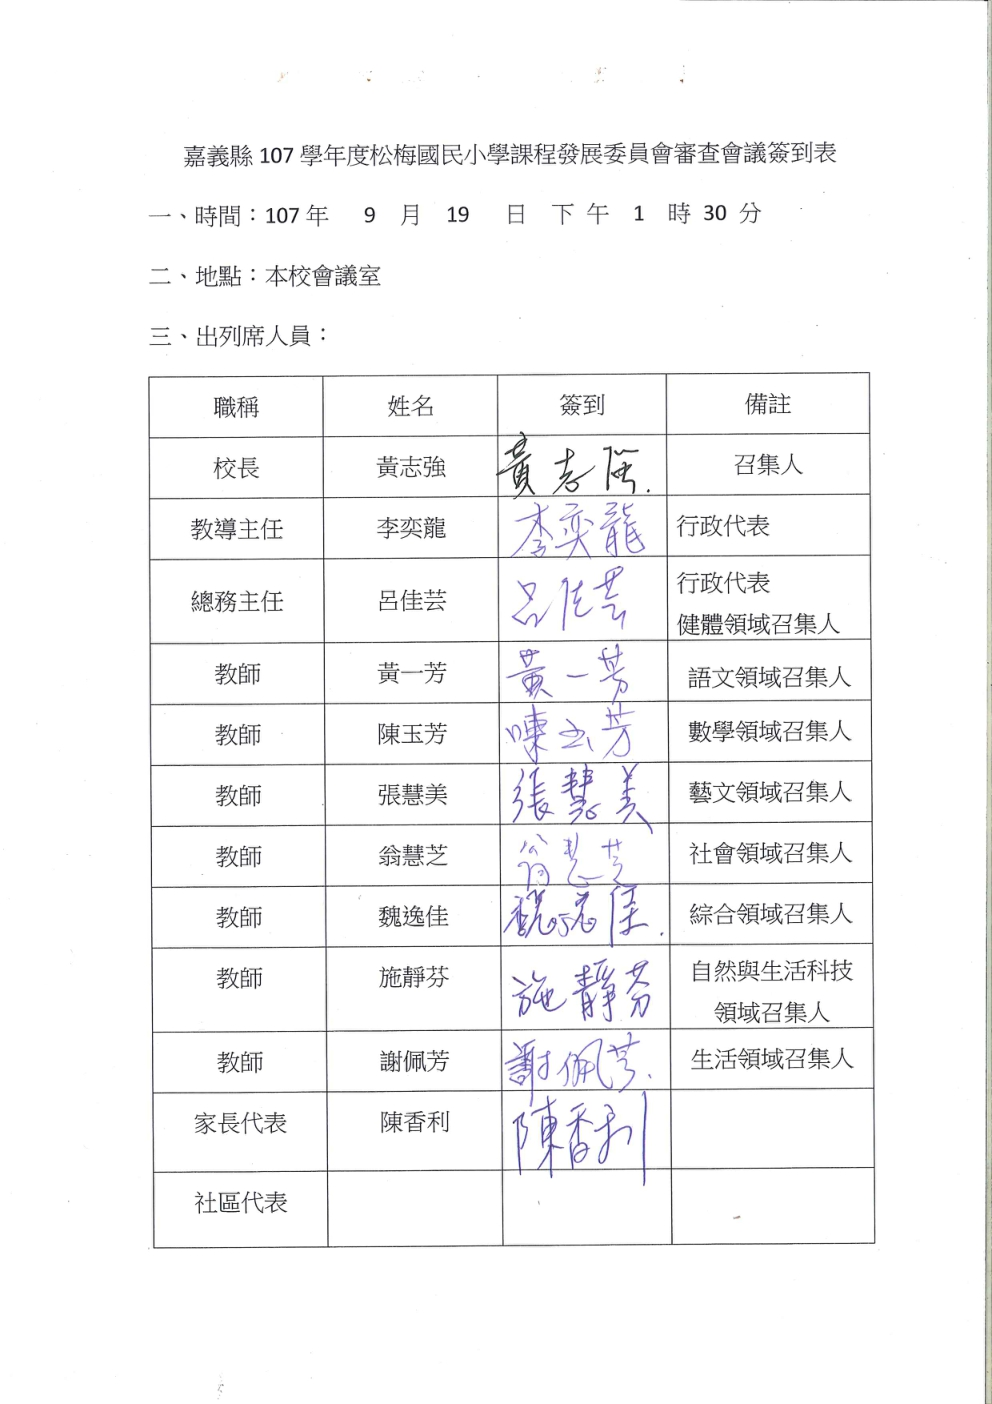 嘉義縣 107 學年度松梅國民小學課程發展委員會審查會議簽到表
一、時間：107 年 9 月 19 日 下 午 1 時 30 分
二、地點：本校會議室
三、出列席人員：
職稱 姓名 簽到 備註
校長 黃志強 黃志強. 召集人
教導主任 李奕龍 李奕龍 行政代表
總務主任 呂佳芸 呂佳芸 行政代表
健體領域召集人
教師 黃一芳 黃一芳 語文領域召集人
教師 陳玉芳 陳玉芳 數學領域召集人
教師 張慧美 張慧美 藝文領域召集人
教師 翁慧芝 翁慧芝 社會領域召集人
教師 魏逸佳 魏逸佳. 綜合領域召集人
教師 施靜芬 施靜芬 自然與生活科技
領域召集人
教師 謝佩芳 謝佩芳. 生活領域召集人
家長代表 陳香利 陳香利
社區代表